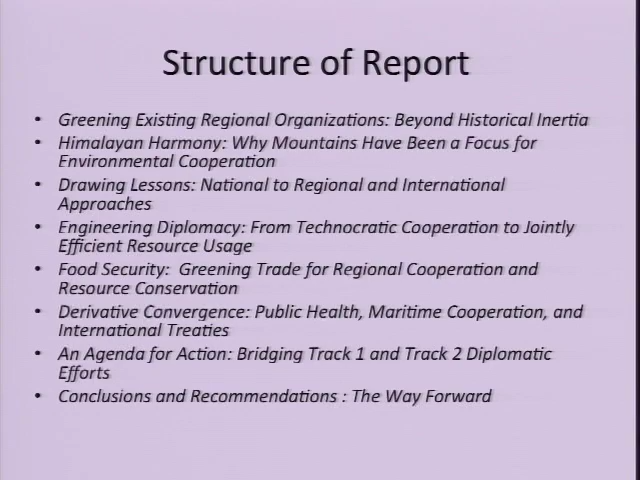 Structure of Report
• Greening Existing Regional Organizations: Beyond Historical Inertia
• Himalayan Harmony: Why Mountains Have Been a Focus for
Environmental Cooperation
• Drawing Lessons: National to Regional and International
Approaches
• Engineering Diplomacy: From Technocratic Cooperation to Jointly
Efficient Resource Usage
• Food Security:  Greening Trade for Regional Cooperation and
Resource Conservation
• Derivative Convergence: Public Health, Maritime Cooperation, and
International Treaties
• An Agenda for Action: Bridging Track 1 and Track 2 Diplomatic
Efforts
• Conclusions and Recommendations : The Way Forward